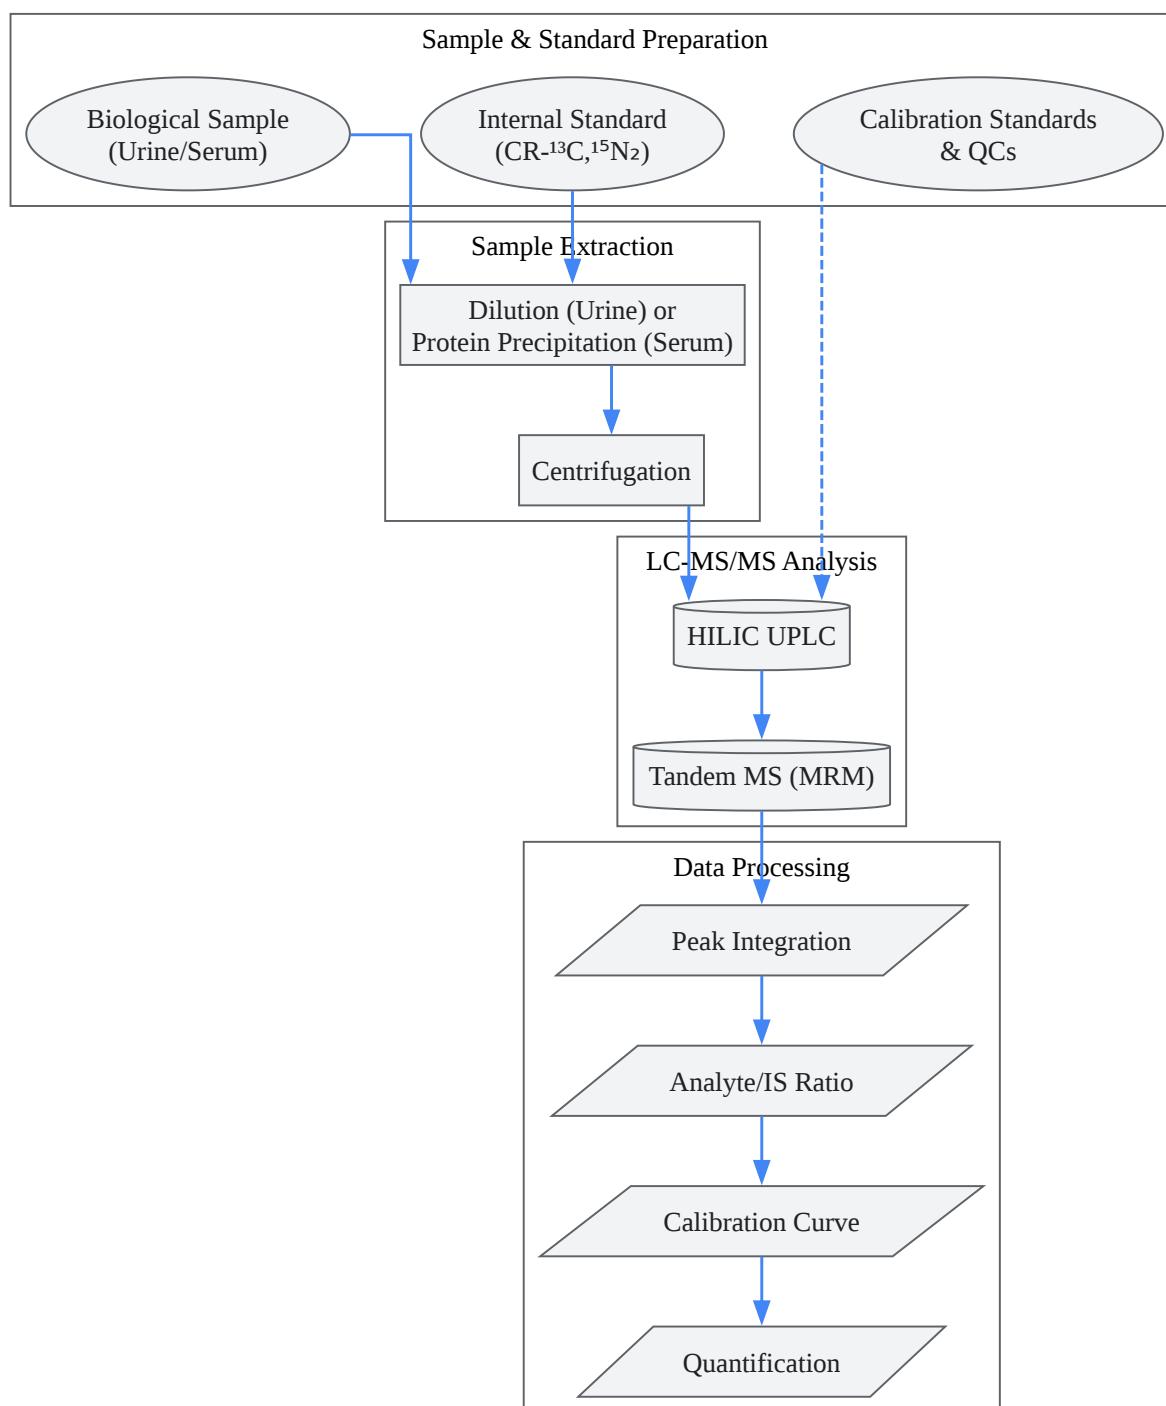 Sample & Standard Preparation
Biological Sample
(Urine/Serum)
Internal Standard
(CR-¹³C,¹⁵N₂)
Calibration Standards
& QCs
Sample Extraction
Dilution (Urine) or
Protein Precipitation (Serum)
Centrifugation
LC-MS/MS Analysis
HILIC UPLC
Tandem MS (MRM)
Data Processing
Peak Integration
Analyte/IS Ratio
Calibration Curve
Quantification